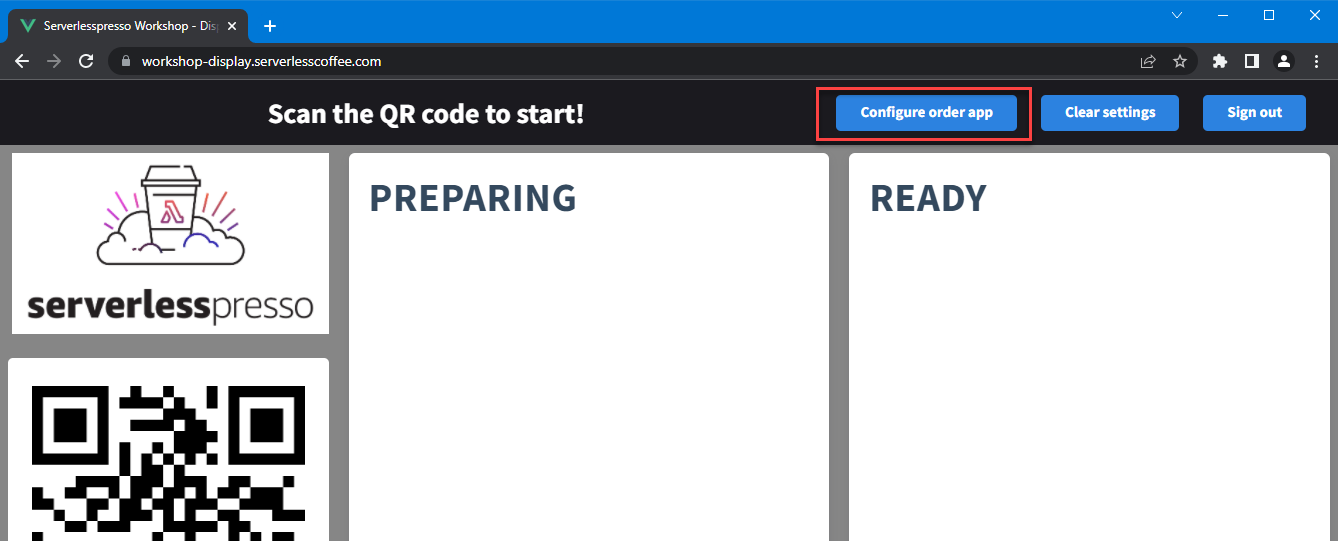 Serverlesspresso Workshop - Dis
workshop-display.serverlesscoffee.com
Scan the QR code to start!
Configure order app
Clear settings
Sign out
serverlesspresso
PREPARING
READY